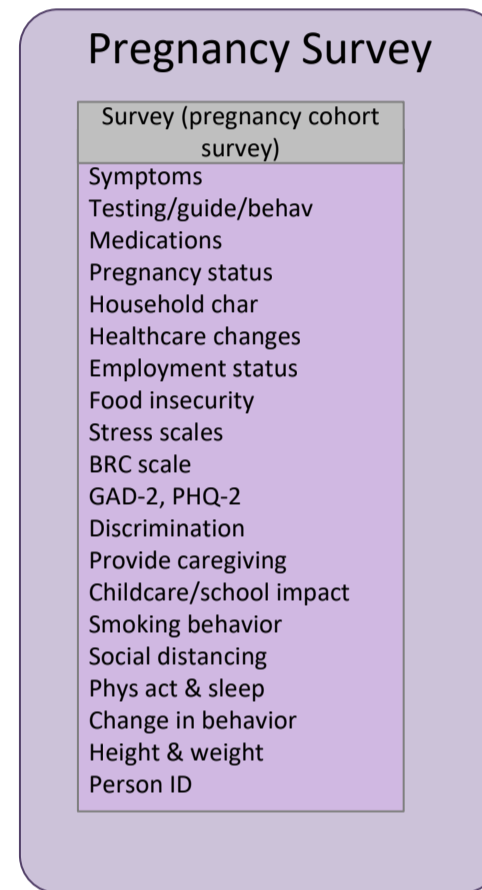 Pregnancy Survey
Survey (pregnancy cohort
survey)
Symptoms
Testing/guide/behav
Medications
Pregnancy status
Household char
Healthcare changes
Employment status
Food insecurity
Stress scales
BRC scale
GAD-2, PHQ-2
Discrimination
Provide caregiving
Childcare/school impact
Smoking behavior
Social distancing
Phys act & sleep
Change in behavior
Height & weight
Person ID